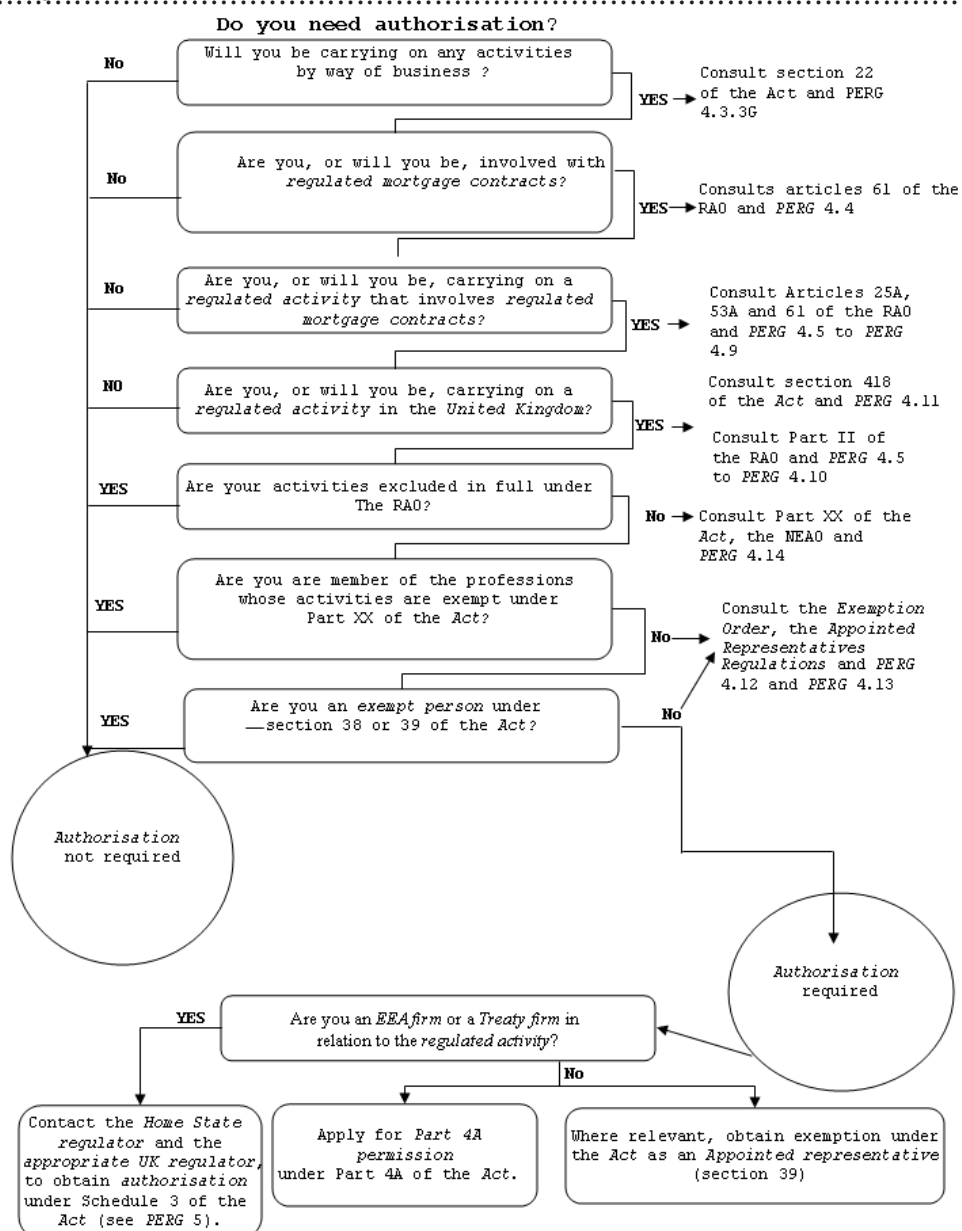 Do you need authorisation?
Will you be carrying on any activities
by way of business ?
No
YES
Consult section 22
of the Act and PERG
4.3.3G
Are you, or will you be, involved with
regulated mortgage contracts?
No
YES
Consults articles 61 of the
RAO and PERG 4.4
Are you, or will you be, carrying on a
regulated activity that involves regulated
mortgage contracts?
No
YES
Consult Articles 25A,
53A and 61 of the RAO
and PERG 4.5 to PERG
4.9
Are you, or will you be, carrying on a
regulated activity in the United Kingdom?
NO
YES
Consult section 418
of the Act and PERG 4.11
Consult Part II of
the RAO and PERG 4.5
to PERG 4.10
Are your activities excluded in full under
The RAO?
YES
No
Consult Part XX of the
Act, the NEAO and
PERG 4.14
Are you are member of the professions
whose activities are exempt under
Part XX of the Act?
YES
No
Consult the Exemption
Order, the Appointed
Representatives
Regulations and PERG
4.12 and PERG 4.13
Are you an exempt person under
section 38 or 39 of the Act?
YES
No
Authorisation
not required
Authorisation
required
Are you an EEA firm or a Treaty firm in
relation to the regulated activity?
YES
No
Contact the Home State
regulator and the
appropriate UK regulator,
to obtain authorisation
under Schedule 3 of the
Act (see PERG 5).
Apply for Part 4A
permission
under Part 4A of the Act.
Where relevant, obtain exemption under
the Act as an Appointed representative
(section 39)